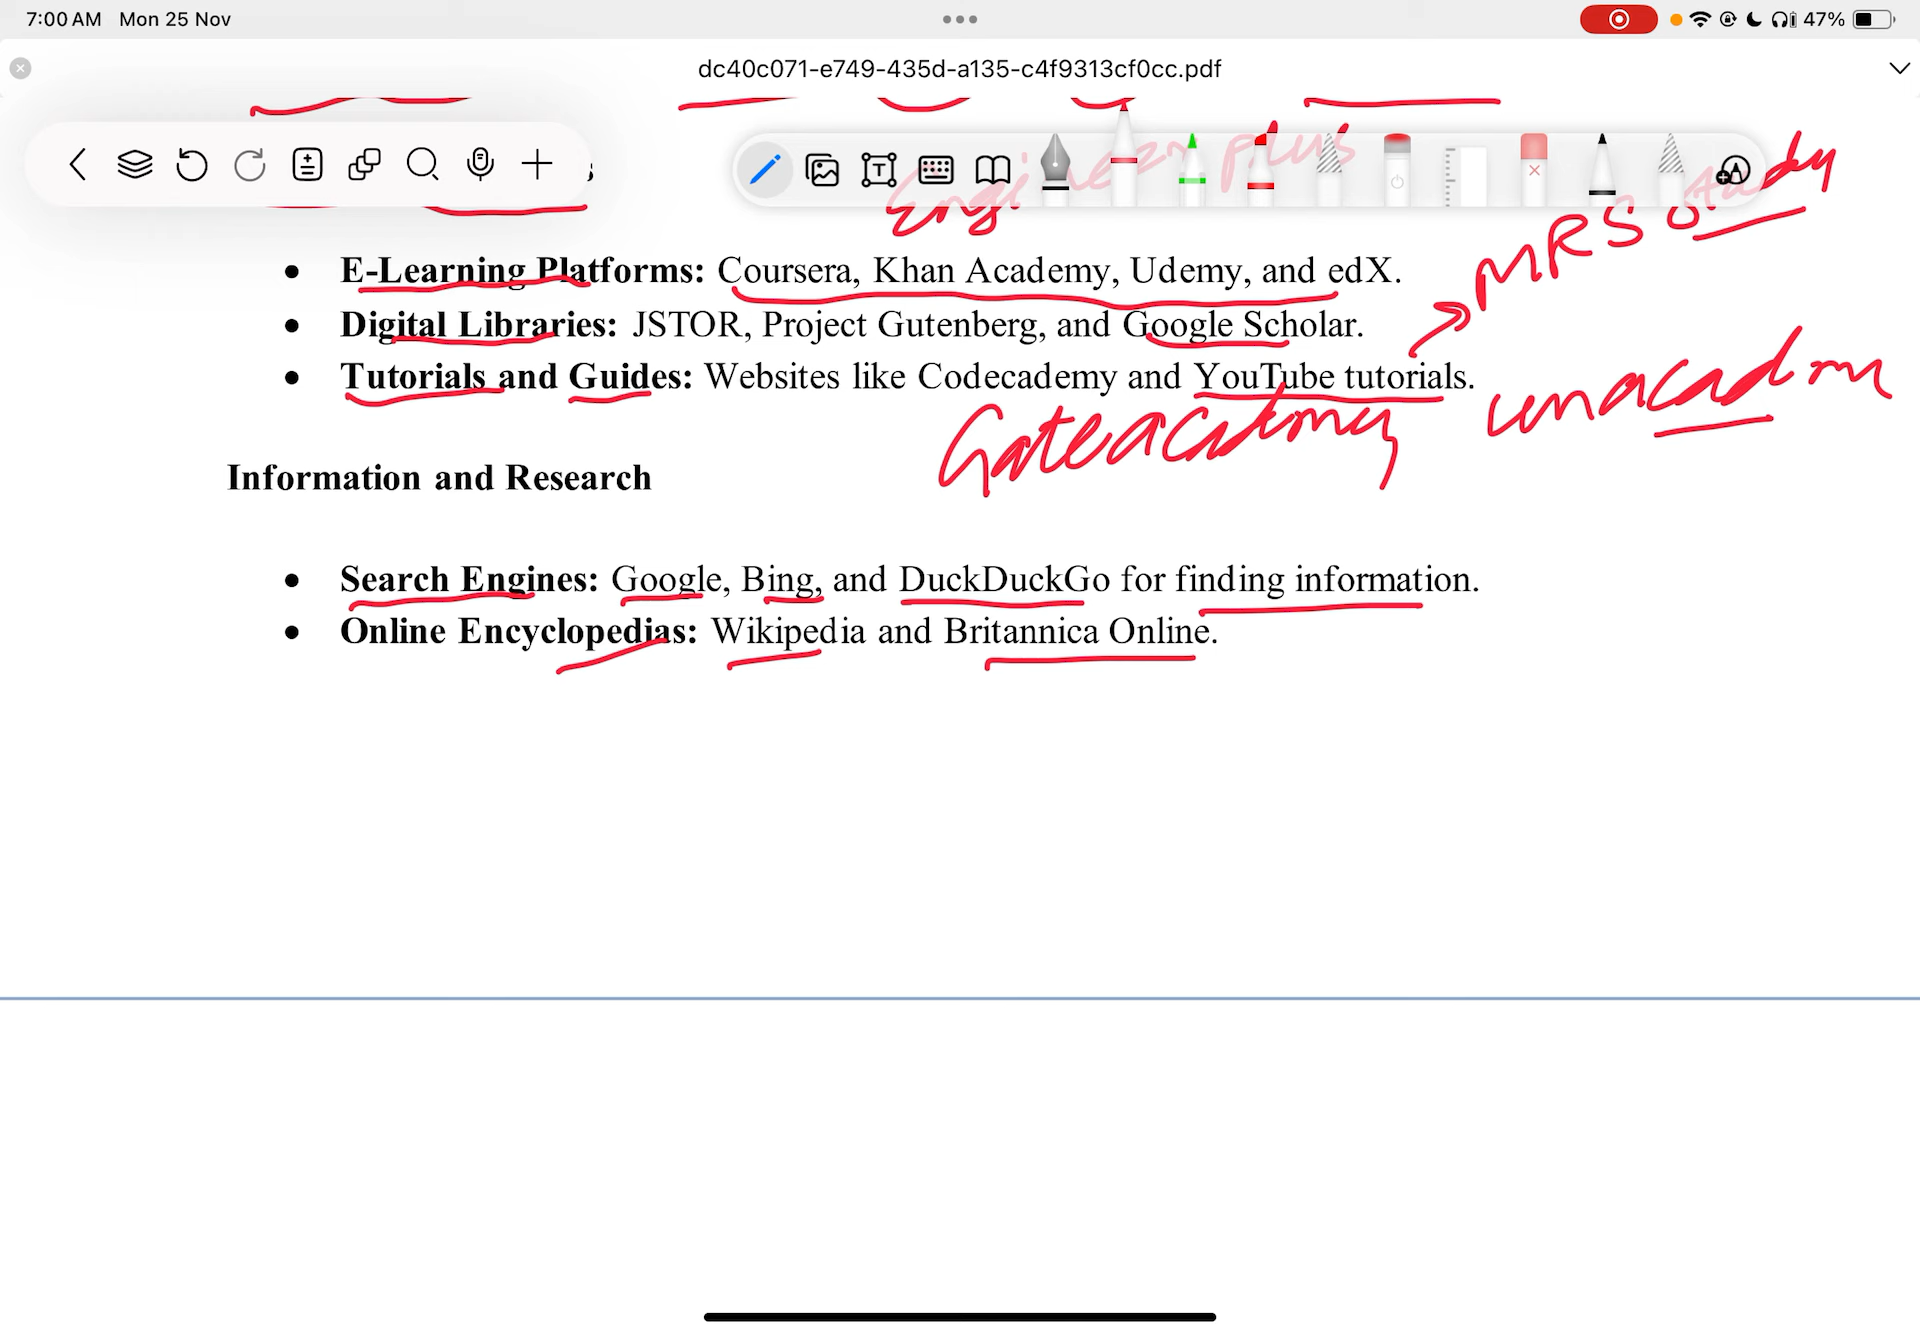 7:00 AM Mon 25 Nov
47%
dc40c071-e749-435d-a135-c4f9313cf0cc.pdf
plus
MRS study
• E-Learning Platforms: Coursera, Khan Academy, Udemy, and edX.
• Digital Libraries: JSTOR, Project Gutenberg, and Google Scholar.
• Tutorials and Guides: Websites like Codecademy and YouTube tutorials.
Gateacademy unacadm
Information and Research
• Search Engines: Google, Bing, and DuckDuckGo for finding information.
• Online Encyclopedias: Wikipedia and Britannica Online.